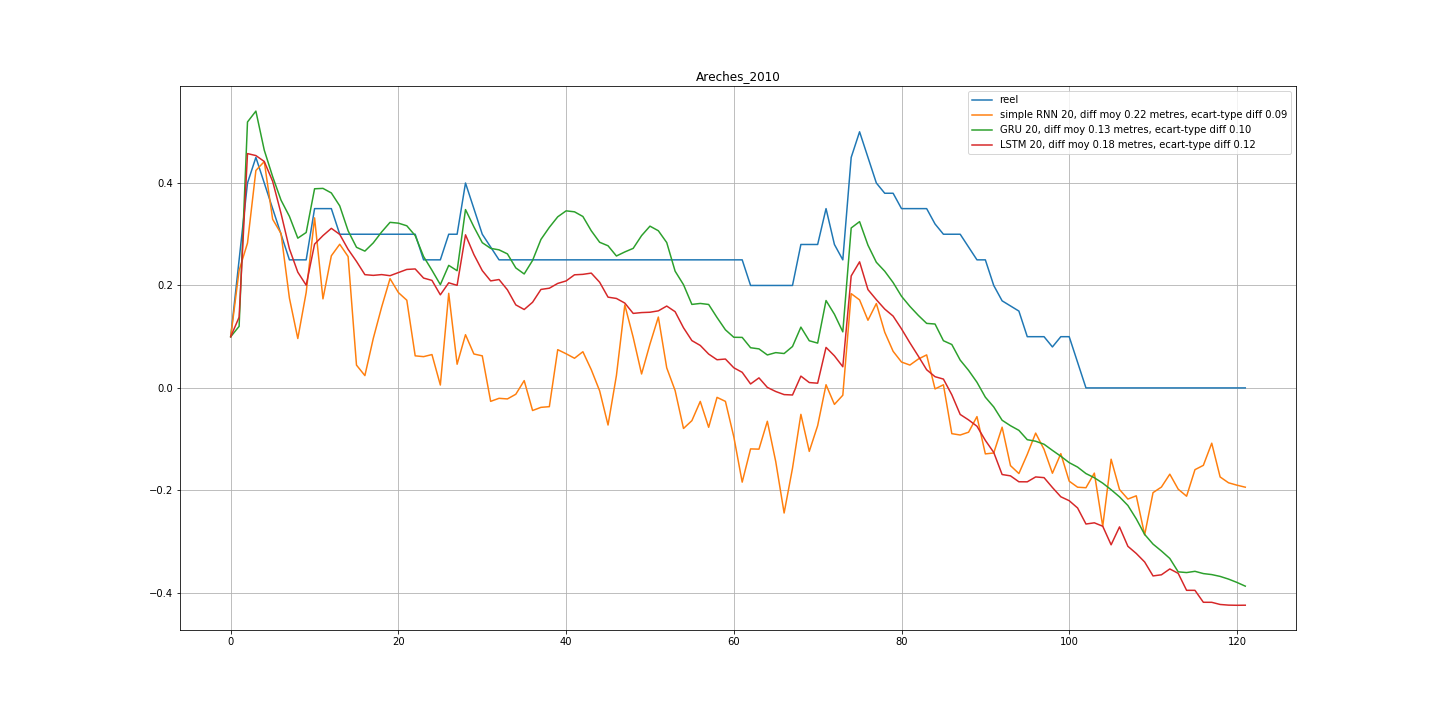 Areches_2010
reel
simple RNN 20, diff moy 0.22 metres, ecart-type diff 0.09
GRU 20, diff moy 0.13 metres, ecart-type diff 0.10
LSTM 20, diff moy 0.18 metres, ecart-type diff 0.12
0.4
0.2
0.0
−0.2
−0.4
0 20 40 60 80 100 120